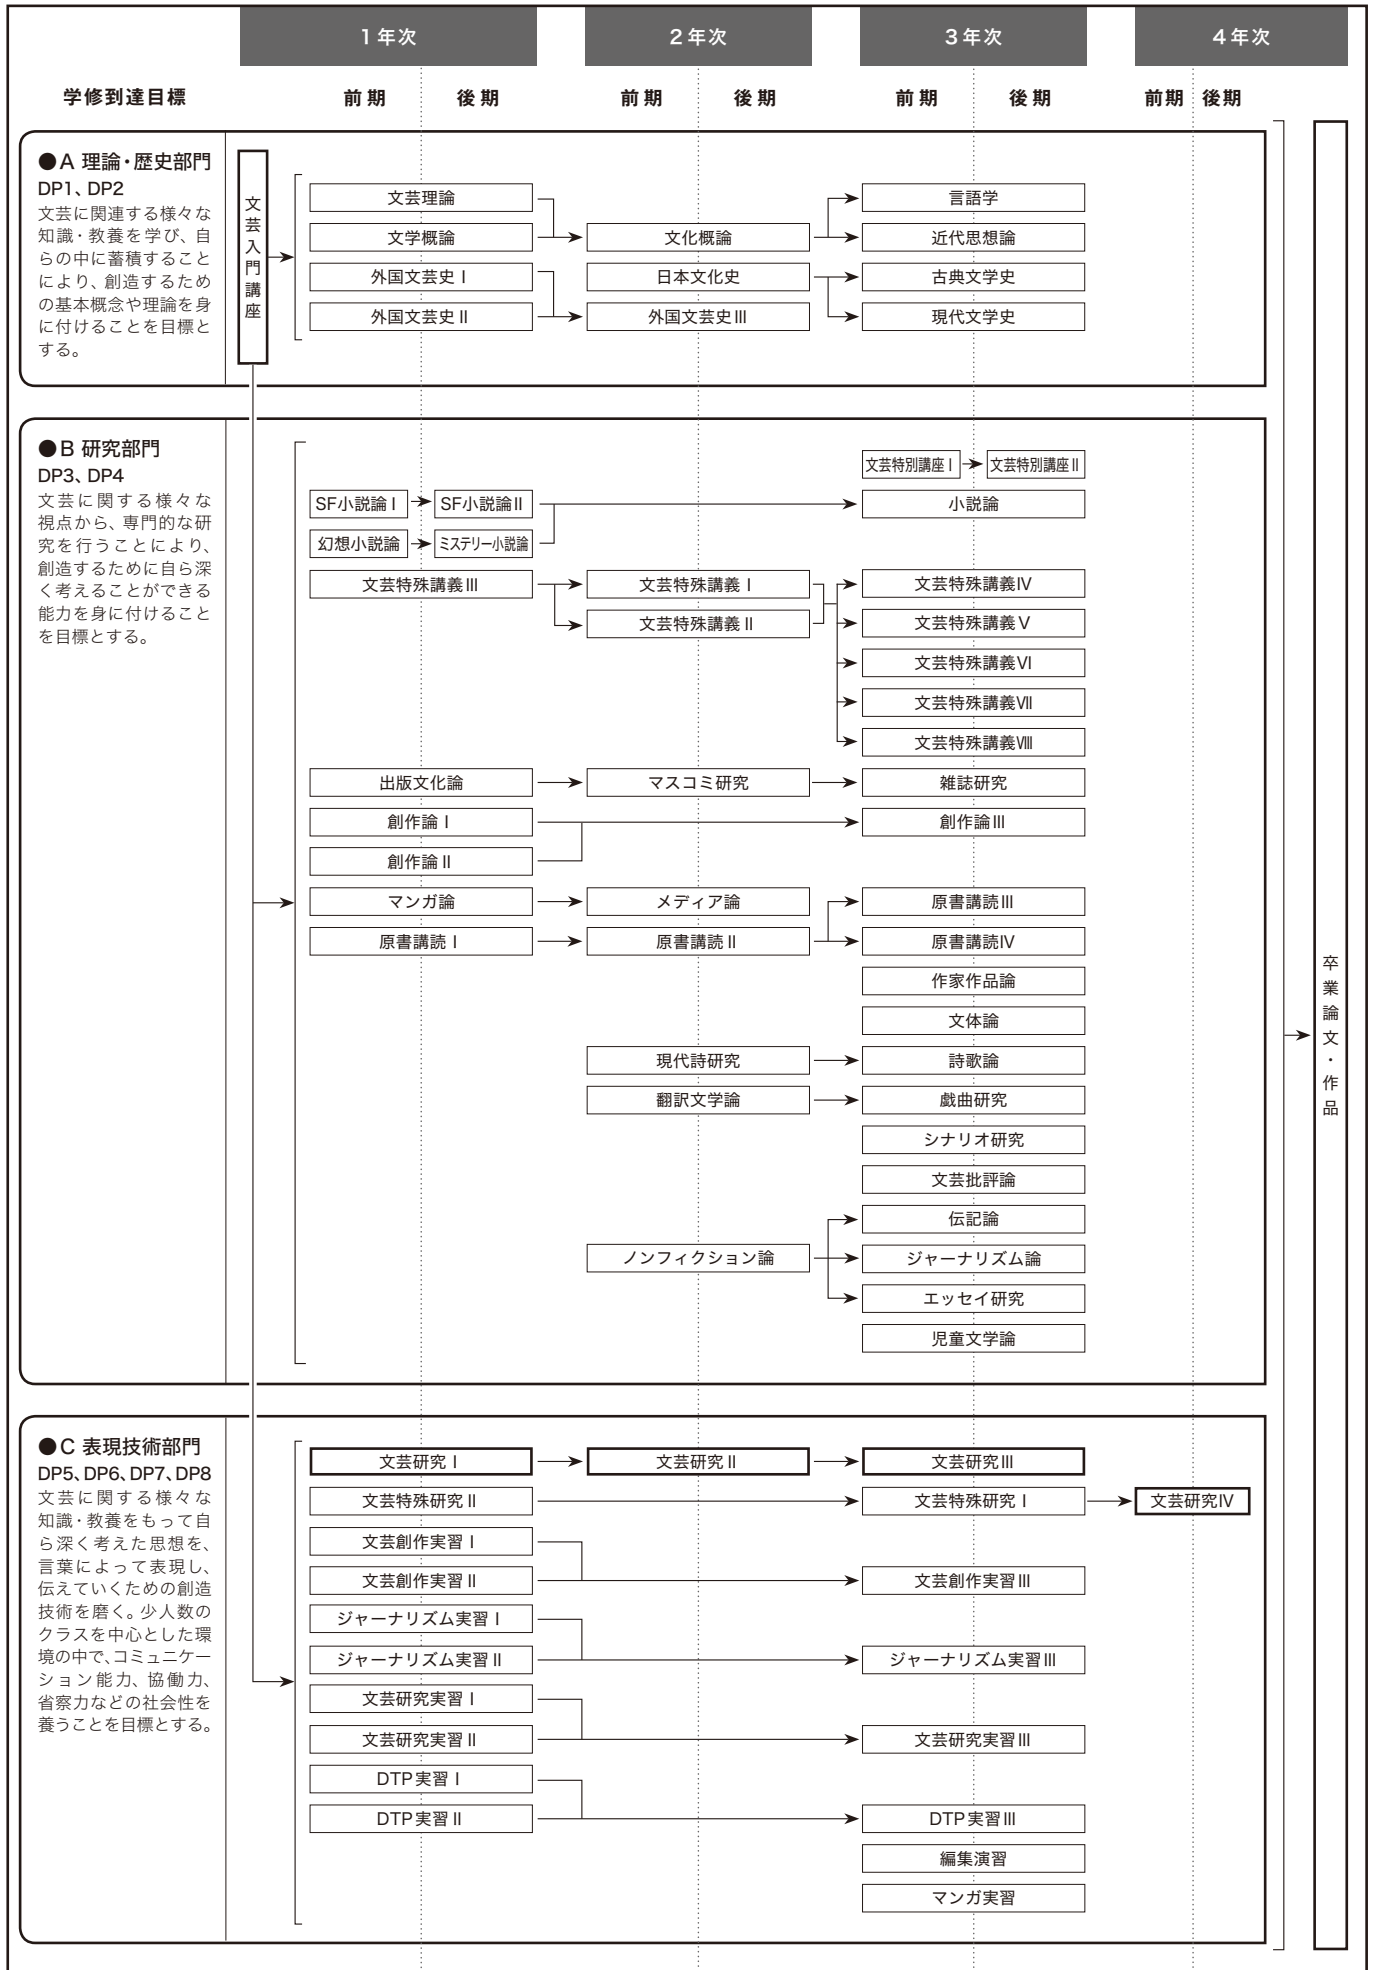 1年次
2年次
3年次
4年次
学修到達目標
前期
後期
前期
後期
前期
後期
前期
後期
●A 理論・歴史部門
DP1、DP2
文芸に関連する様々な
知識・教養を学び、自
らの中に蓄積すること
により、創造するため
の基本概念や理論を身
に付けることを目標と
する。
文芸入門講座
文芸理論
言語学
文学概論
文化概論
近代思想論
外国文芸史Ⅰ
日本文化史
古典文学史
外国文芸史Ⅱ
外国文芸史Ⅲ
現代文学史
●B 研究部門
DP3、DP4
文芸に関する様々な
視点から、専門的な研
究を行うことにより、
創造するために自ら深
く考えることができる
能力を身に付けること
を目標とする。
文芸特別講座Ⅰ
文芸特別講座Ⅱ
SF小説論Ⅰ
SF小説論Ⅱ
小説論
幻想小説論
ミステリー小説論
文芸特殊講義Ⅲ
文芸特殊講義Ⅰ
文芸特殊講義Ⅳ
文芸特殊講義Ⅱ
文芸特殊講義Ⅴ
文芸特殊講義Ⅵ
文芸特殊講義Ⅶ
文芸特殊講義Ⅷ
出版文化論
マスコミ研究
雑誌研究
創作論Ⅰ
創作論Ⅲ
創作論Ⅱ
マンガ論
メディア論
原書講読Ⅲ
原書講読Ⅰ
原書講読Ⅱ
原書講読Ⅳ
作家作品論
文体論
現代詩研究
詩歌論
翻訳文学論
戯曲研究
シナリオ研究
文芸批評論
伝記論
ノンフィクション論
ジャーナリズム論
エッセイ研究
児童文学論
卒業論文・作品
●C 表現技術部門
DP5、DP6、DP7、DP8
文芸に関する様々な
知識・教養をもって自
ら深く考えた思想を、
言葉によって表現し、
伝えていくための創造
技術を磨く。少人数の
クラスを中心とした環
境の中で、コミュニケー
ション能力、協働力、
省察力などの社会性を
養うことを目標とする。
文芸研究Ⅰ
文芸研究Ⅱ
文芸研究Ⅲ
文芸特殊研究Ⅱ
文芸特殊研究Ⅰ
文芸研究Ⅳ
文芸創作実習Ⅰ
文芸創作実習Ⅱ
文芸創作実習Ⅲ
ジャーナリズム実習Ⅰ
ジャーナリズム実習Ⅱ
ジャーナリズム実習Ⅲ
文芸研究実習Ⅰ
文芸研究実習Ⅱ
文芸研究実習Ⅲ
DTP実習Ⅰ
DTP実習Ⅱ
DTP実習Ⅲ
編集演習
マンガ実習